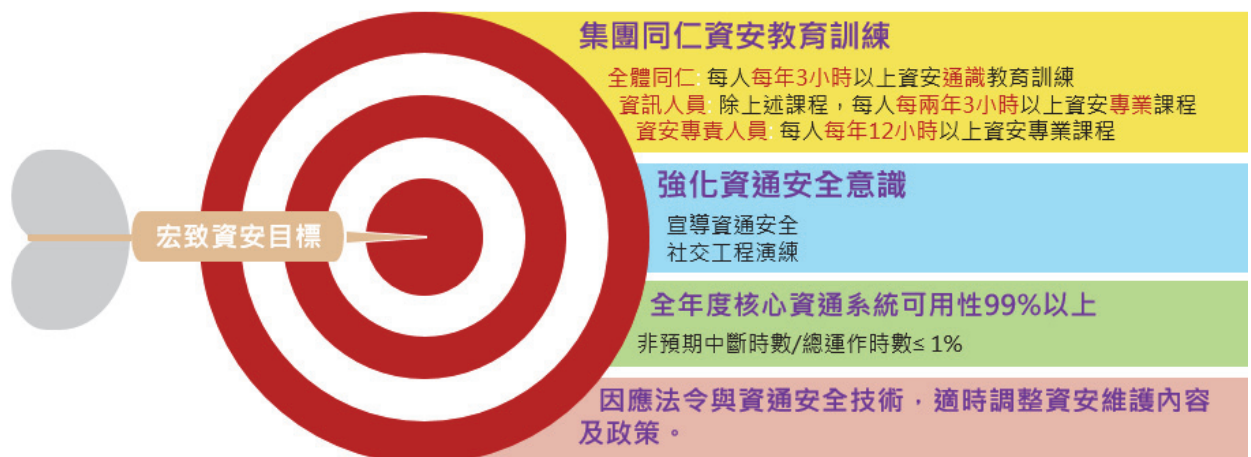 集團同仁資安教育訓練
全體同仁: 每人每年3小時以上資安通識教育訓練
資訊人員: 除上述課程，每人每兩年3小時以上資安專業課程
資安專責人員: 每人每年12小時以上資安專業課程
強化資通安全意識
宣導資通安全
社交工程演練
宏致資安目標
全年度核心資通系統可用性99%以上
非預期中斷時數/總運作時數≤ 1%
因應法令與資通安全技術，適時調整資安維護內容
及政策。